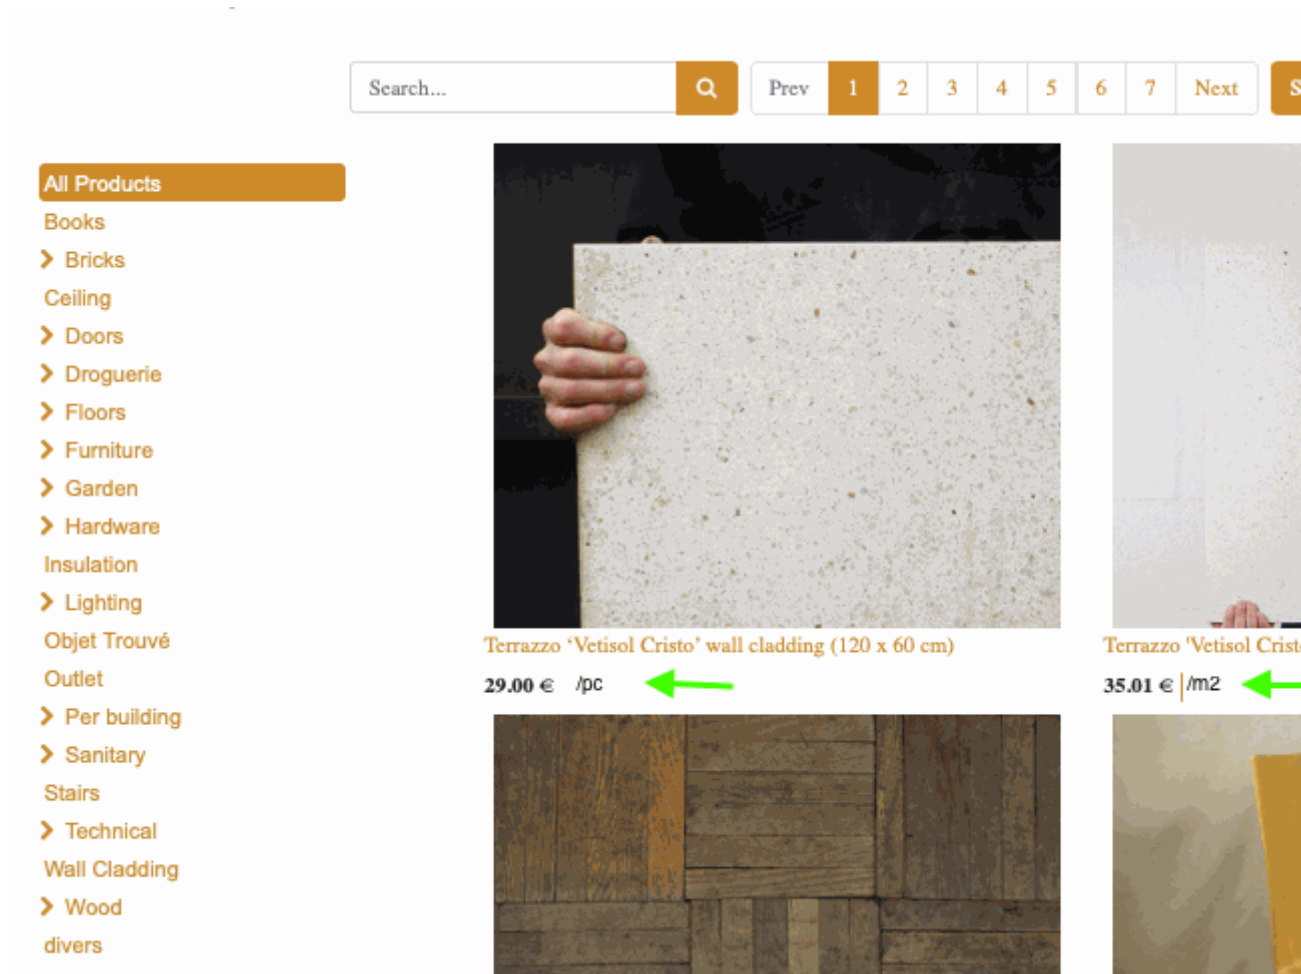 Search...
Prev 1 2 3 4 5 6 7 Next
All Products
Books
Bricks
Ceiling
Doors
Droguerie
Floors
Furniture
Garden
Hardware
Insulation
Lighting
Objet Trouvé
Outlet
Per building
Sanitary
Stairs
Technical
Wall Cladding
Wood
divers
Terrazzo ‘Vetisol Cristo’ wall cladding (120 x 60 cm)
29.00 € /pc
Terrazzo 'Vetisol Crist
35.01 € /m2